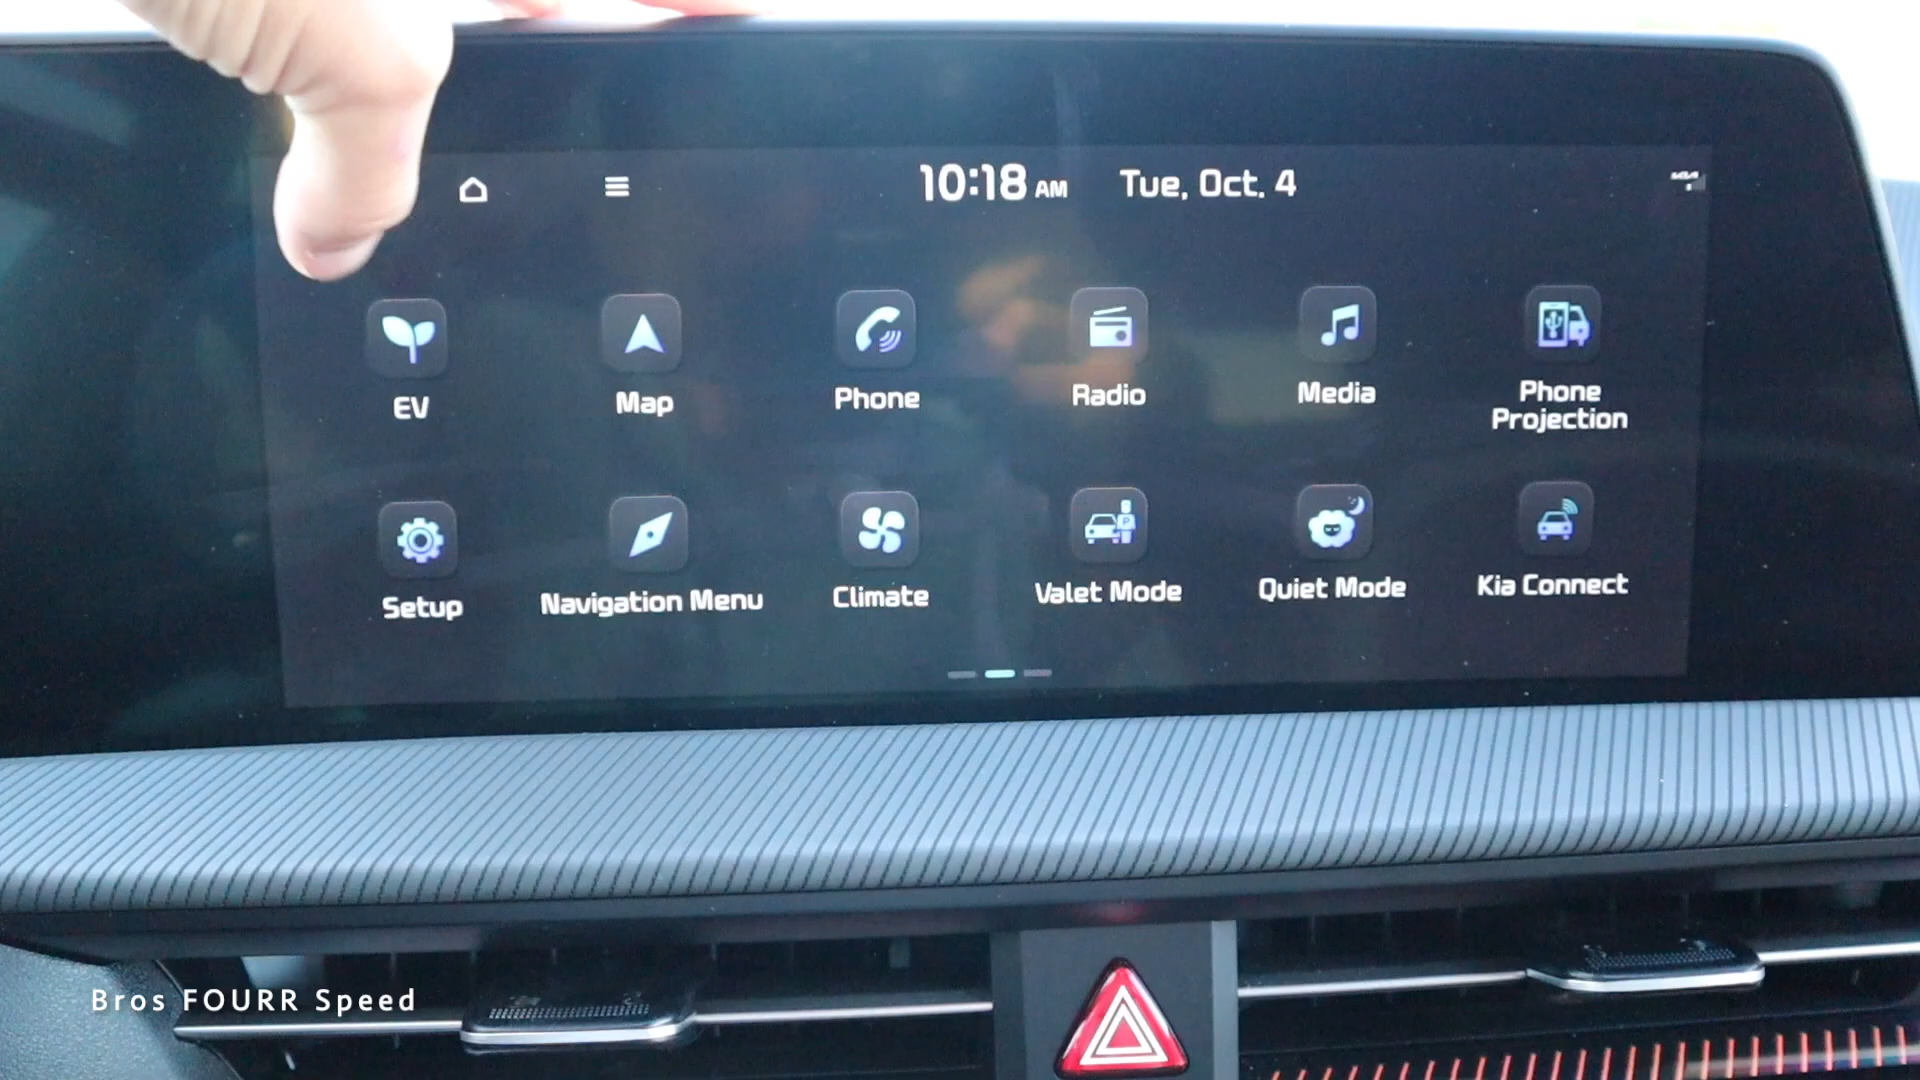 10:18 AM Tue, Oct. 4
EV
Map
Phone
Radio
Media
Phone
Projection
Setup
Navigation Menu
Climate
Valet Mode
Quiet Mode
Kia Connect
Bros FOURR Speed